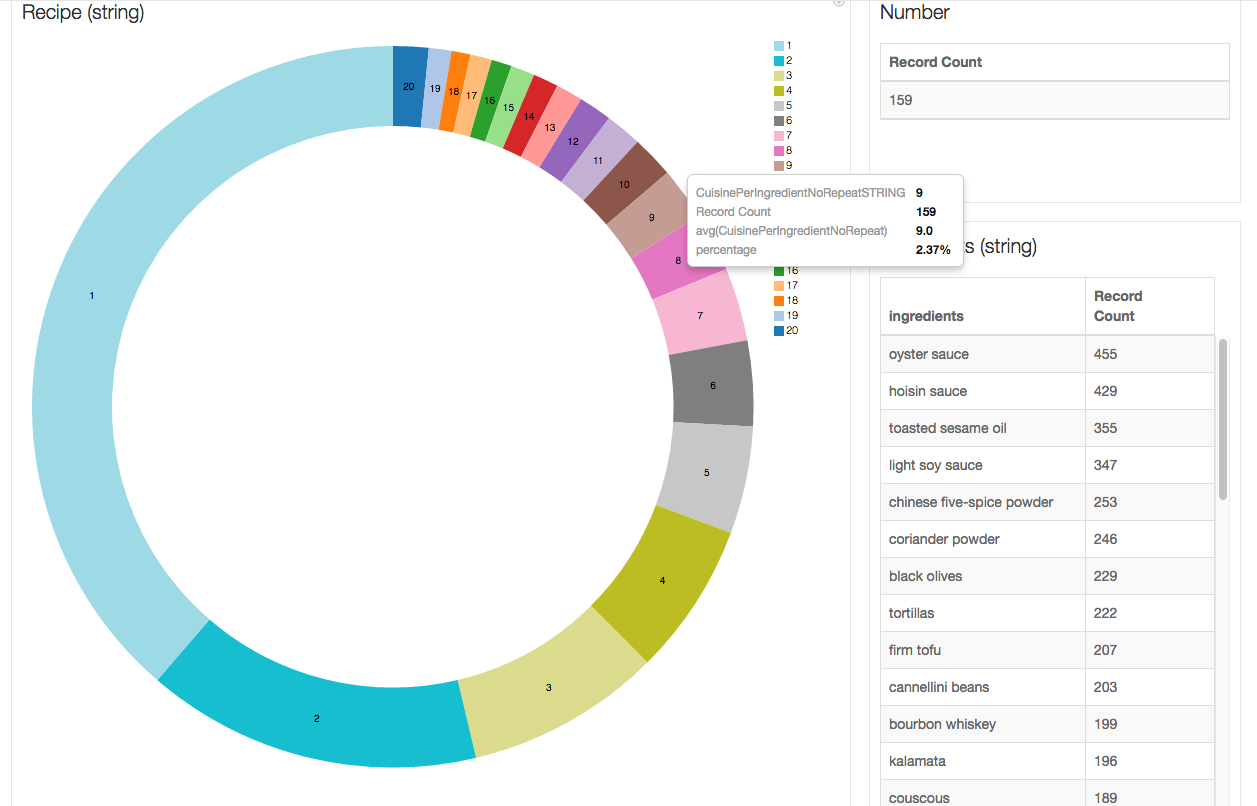 Recipe (string)
20
19
18
17
16
15
14
13
12
11
10
9
8
7
6
5
4
3
2
1
1
2
3
4
5
6
7
8
9
16
17
18
19
20
CuisinePerIngredientNoRepeatSTRING 9
Record Count 159
avg(CuisinePerIngredientNoRepeat) 9.0
percentage 2.37%
Number
Record Count
159
s (string)
ingredients Record Count
oyster sauce 455
hoisin sauce 429
toasted sesame oil 355
light soy sauce 347
chinese five-spice powder 253
coriander powder 246
black olives 229
tortillas 222
firm tofu 207
cannellini beans 203
bourbon whiskey 199
kalamata 196
couscous 189